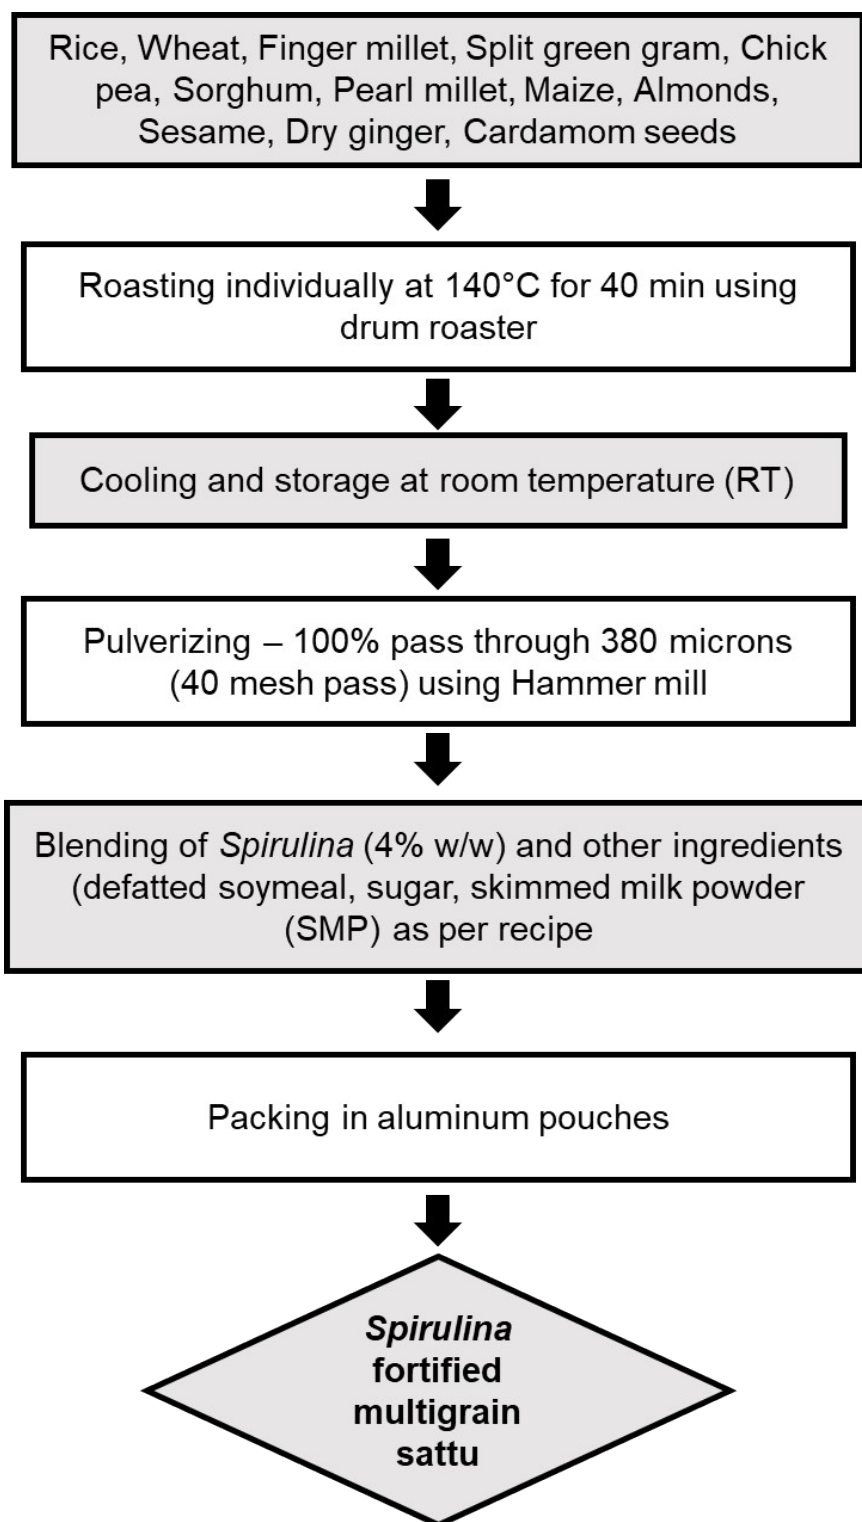 Rice, Wheat, Finger millet, Split green gram, Chick
pea, Sorghum, Pearl millet, Maize, Almonds,
Sesame, Dry ginger, Cardamom seeds
Roasting individually at 140°C for 40 min using
drum roaster
Cooling and storage at room temperature (RT)
Pulverizing – 100% pass through 380 microns
(40 mesh pass) using Hammer mill
Blending of Spirulina (4% w/w) and other ingredients
(defatted soymeal, sugar, skimmed milk powder
(SMP) as per recipe
Packing in aluminum pouches
Spirulina
fortified
multigrain
sattu